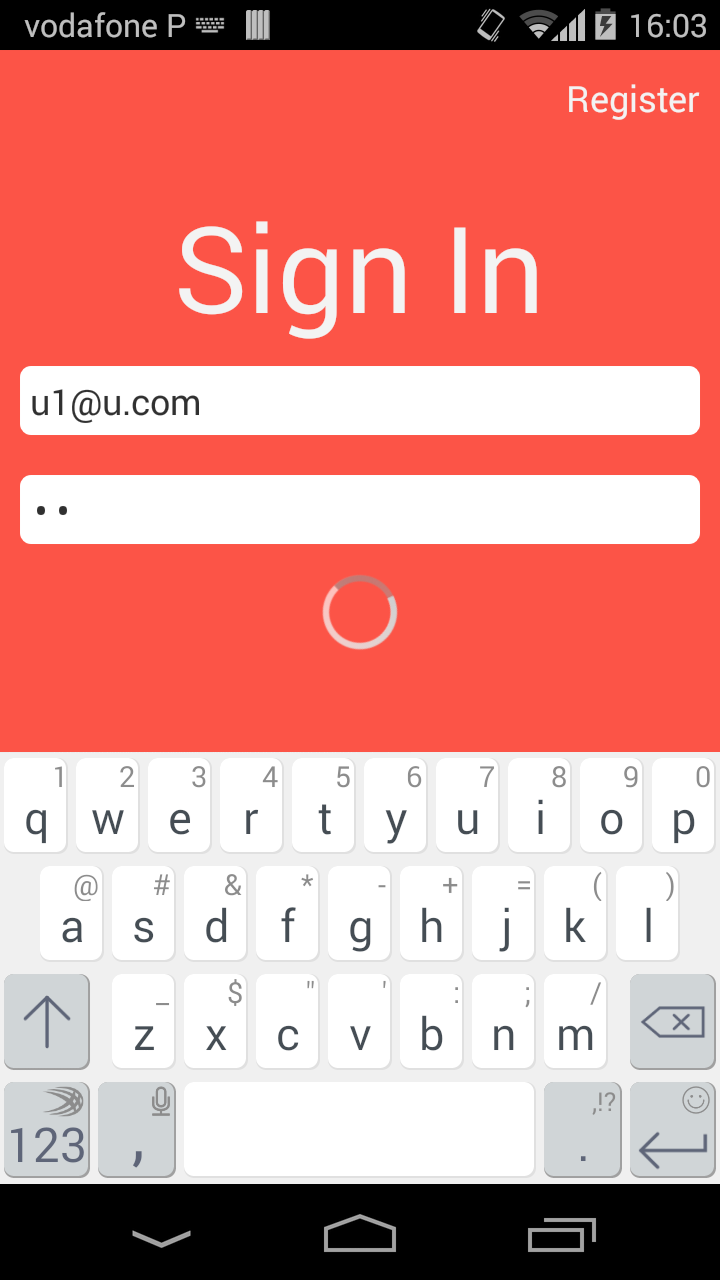 vodafone P 16:03
Register
Sign In
u1@u.com
••
1 2 3 4 5 6 7 8 9 0
q w e r t y u i o p
@ # & * - + = ( )
a s d f g h j k l
_ $ " ' : ; /
z x c v b n m
,!?
123 , .